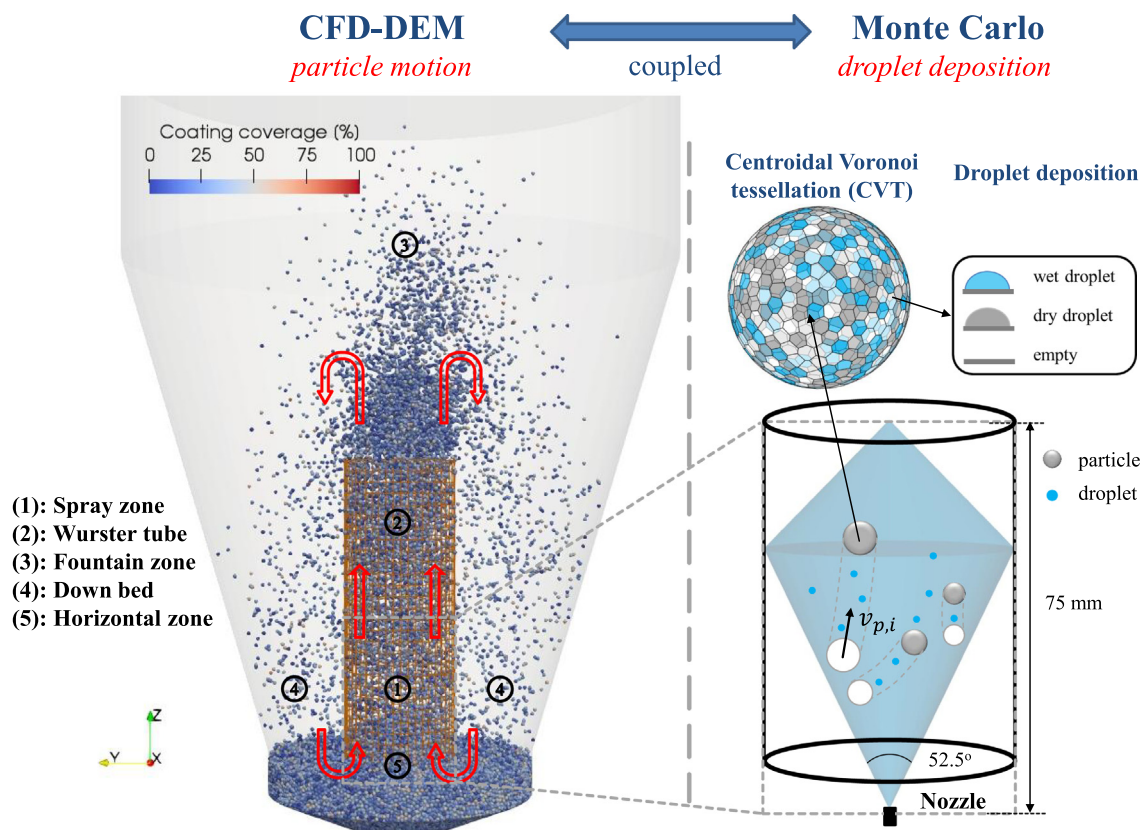 CFD-DEM
particle motion
coupled
Monte Carlo
droplet deposition
Coating coverage (%)
0 25 50 75 100
3
2
1
4
4
5
(1): Spray zone
(2): Wurster tube
(3): Fountain zone
(4): Down bed
(5): Horizontal zone
Z
Y
X
Centroidal Voronoi
tessellation (CVT)
Droplet deposition
wet droplet
dry droplet
empty
particle
droplet
75 mm
v_{p,i}
52.5°
Nozzle